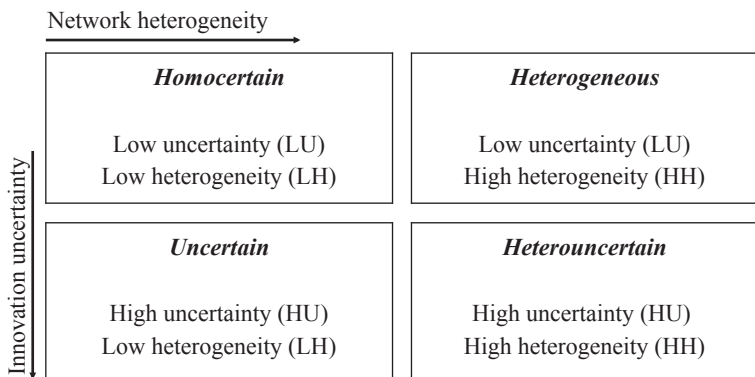 Network heterogeneity
Homocertain
Low uncertainty (LU)
Low heterogeneity (LH)
Heterogeneous
Low uncertainty (LU)
High heterogeneity (HH)
Innovation uncertainty
Uncertain
High uncertainty (HU)
Low heterogeneity (LH)
Heterouncertain
High uncertainty (HU)
High heterogeneity (HH)